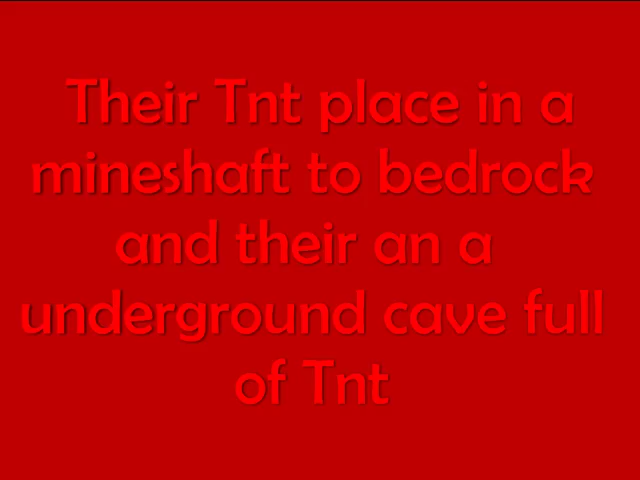 Their Tnt place in a
mineshaft to bedrock
and their an a
underground cave full
of Tnt